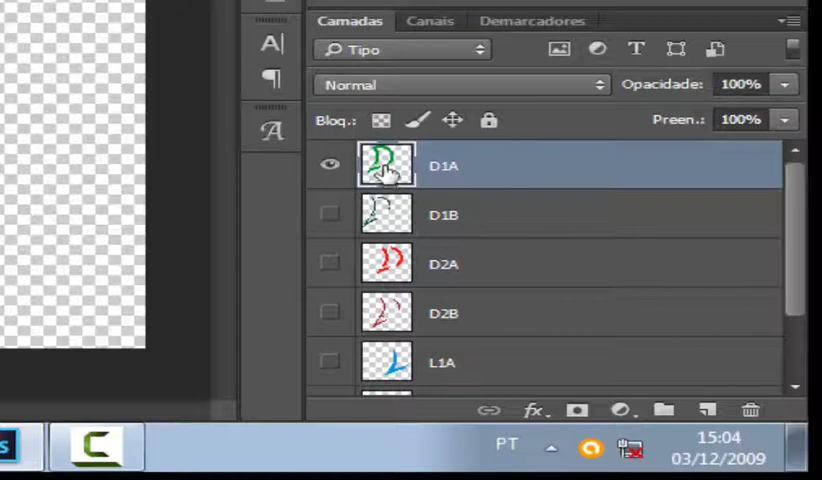 Camadas Canais Demarcadores
Tipo
Normal Opacidade: 100%
Bloq.: Preen.: 100%
D1A
D1B
D2A
D2B
L1A
fx.
s PT 15:04
03/12/2009